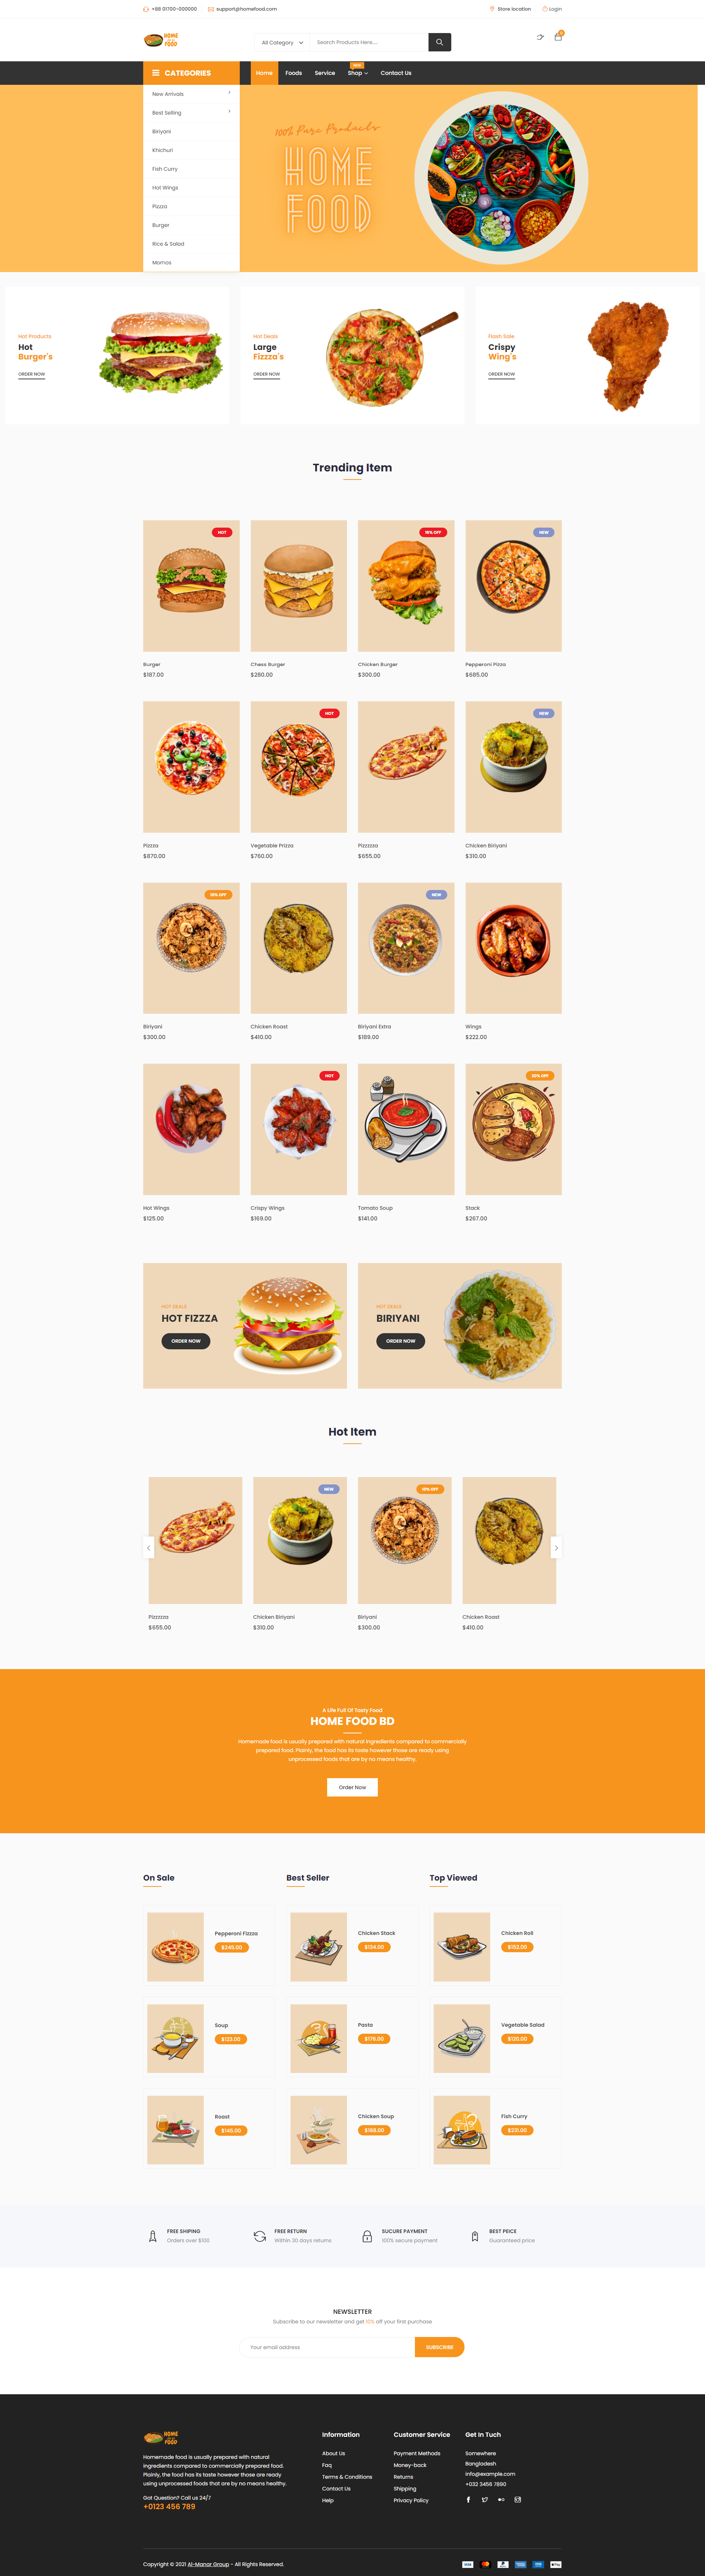 +88 01700-000000
support@homefood.com
Store location
Login
HOME
FOOD
All Category
Search Products Here....
0
CATEGORIES
Home
Foods
Service
Shop
NEW
Contact Us
New Arrivals
Best Selling
Biriyani
Khichuri
Fish Curry
Hot Wings
Pizzza
Burger
Rice & Salad
Momos
100% Pure Products
HOME
FOOD
Hot Products
Hot
Burger's
ORDER NOW
Hot Deals
Large
Fizzza's
ORDER NOW
Flash Sale
Crispy
Wing's
ORDER NOW
Trending Item
HOT
Burger
$187.00
Chess Burger
$280.00
15% OFF
Chicken Burger
$300.00
NEW
Pepperoni Pizza
$685.00
Pizzza
$870.00
HOT
Vegetable Prizza
$760.00
Pizzzzza
$655.00
NEW
Chicken Biriyani
$310.00
10% OFF
Biriyani
$300.00
Chicken Roast
$410.00
NEW
Biriyani Extra
$189.00
Wings
$222.00
Hot Wings
$125.00
HOT
Crispy Wings
$169.00
Tomato Soup
$141.00
20% OFF
Stack
$267.00
HOT DEALS
HOT FIZZZA
ORDER NOW
HOT DEALS
BIRIYANI
ORDER NOW
Hot Item
Pizzzzza
$655.00
NEW
Chicken Biriyani
$310.00
10% OFF
Biriyani
$300.00
Chicken Roast
$410.00
A Life Full Of Tasty Food
HOME FOOD BD
Homemade food is usually prepared with natural ingredients compared to commercially
prepared food. Plainly, the food has its taste however those are ready using
unprocessed foods that are by no means healthy.
Order Now
On Sale
Pepperoni Fizzza
$245.00
Soup
$123.00
Roast
$145.00
Best Seller
Chicken Stack
$134.00
Pasta
$176.00
Chicken Soup
$168.00
Top Viewed
Chicken Roll
$152.00
Vegetable Salad
$120.00
Fish Curry
$231.00
FREE SHIPING
Orders over $100
FREE RETURN
Within 30 days returns
SUCURE PAYMENT
100% secure payment
BEST PEICE
Guaranteed price
NEWSLETTER
Subscribe to our newsletter and get 10% off your first purchase
Your email address
SUBSCRIBE
HOME
FOOD
Homemade food is usually prepared with natural
ingredients compared to commercially prepared food.
Plainly, the food has its taste however those are ready
using unprocessed foods that are by no means healthy.
Got Question? Call us 24/7
+0123 456 789
Information
About Us
Faq
Terms & Conditions
Contact Us
Help
Customer Service
Payment Methods
Money-back
Returns
Shipping
Privacy Policy
Get In Tuch
Somewhere
Bangladesh
info@example.com
+032 3456 7890
Copyright © 2021 Al-Manar Group - All Rights Reserved.
VISA